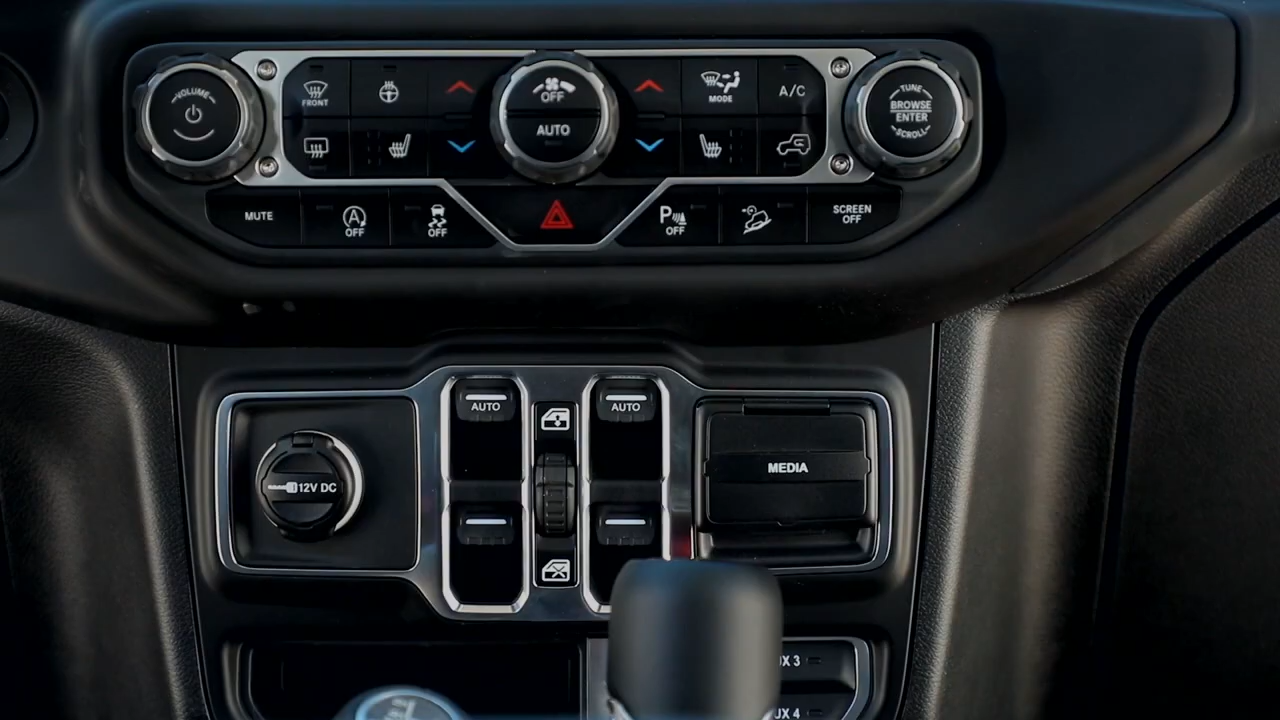 VOLUME
FRONT
OFF
AUTO
MODE
A/C
TUNE
BROWSE
ENTER
SCROLL
MUTE
A
OFF
OFF
P
OFF
SCREEN
OFF
AUTO
AUTO
12V DC
MEDIA
UX 3
UX 4